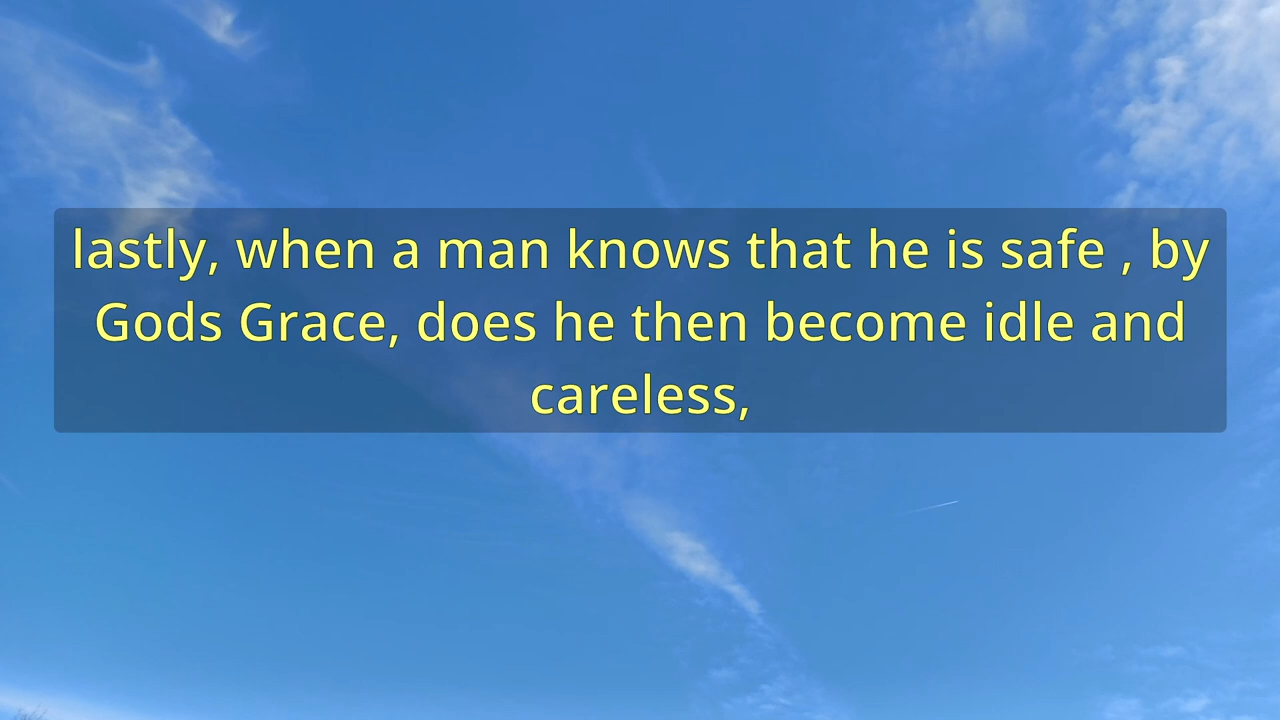 lastly, when a man knows that he is safe , by
Gods Grace, does he then become idle and
careless,